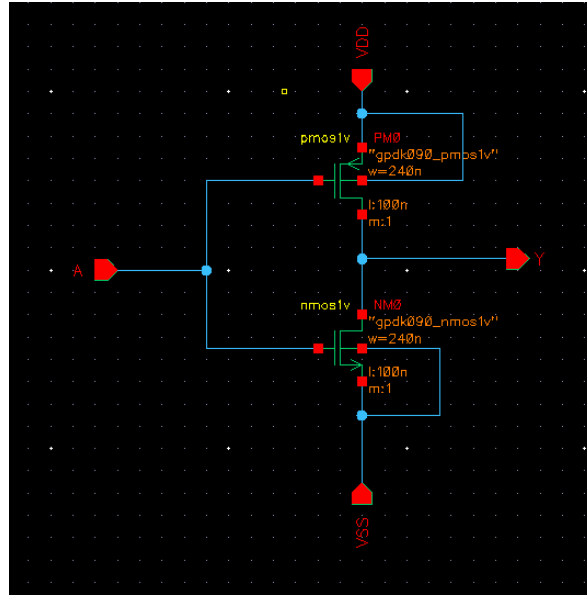 VDD
pmos1v PM0
"gpdk090_pmos1v"
w=240n
l:100n
m:1
A
Y
nmos1v NM0
"gpdk090_nmos1v"
w=240n
l:100n
m:1
VSS